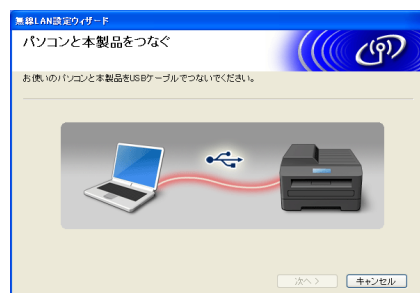 無線LAN設定ウィザード
パソコンと本製品をつなぐ
お使いのパソコンと本製品をUSBケーブルでつないでください。
次へ >
キャンセル